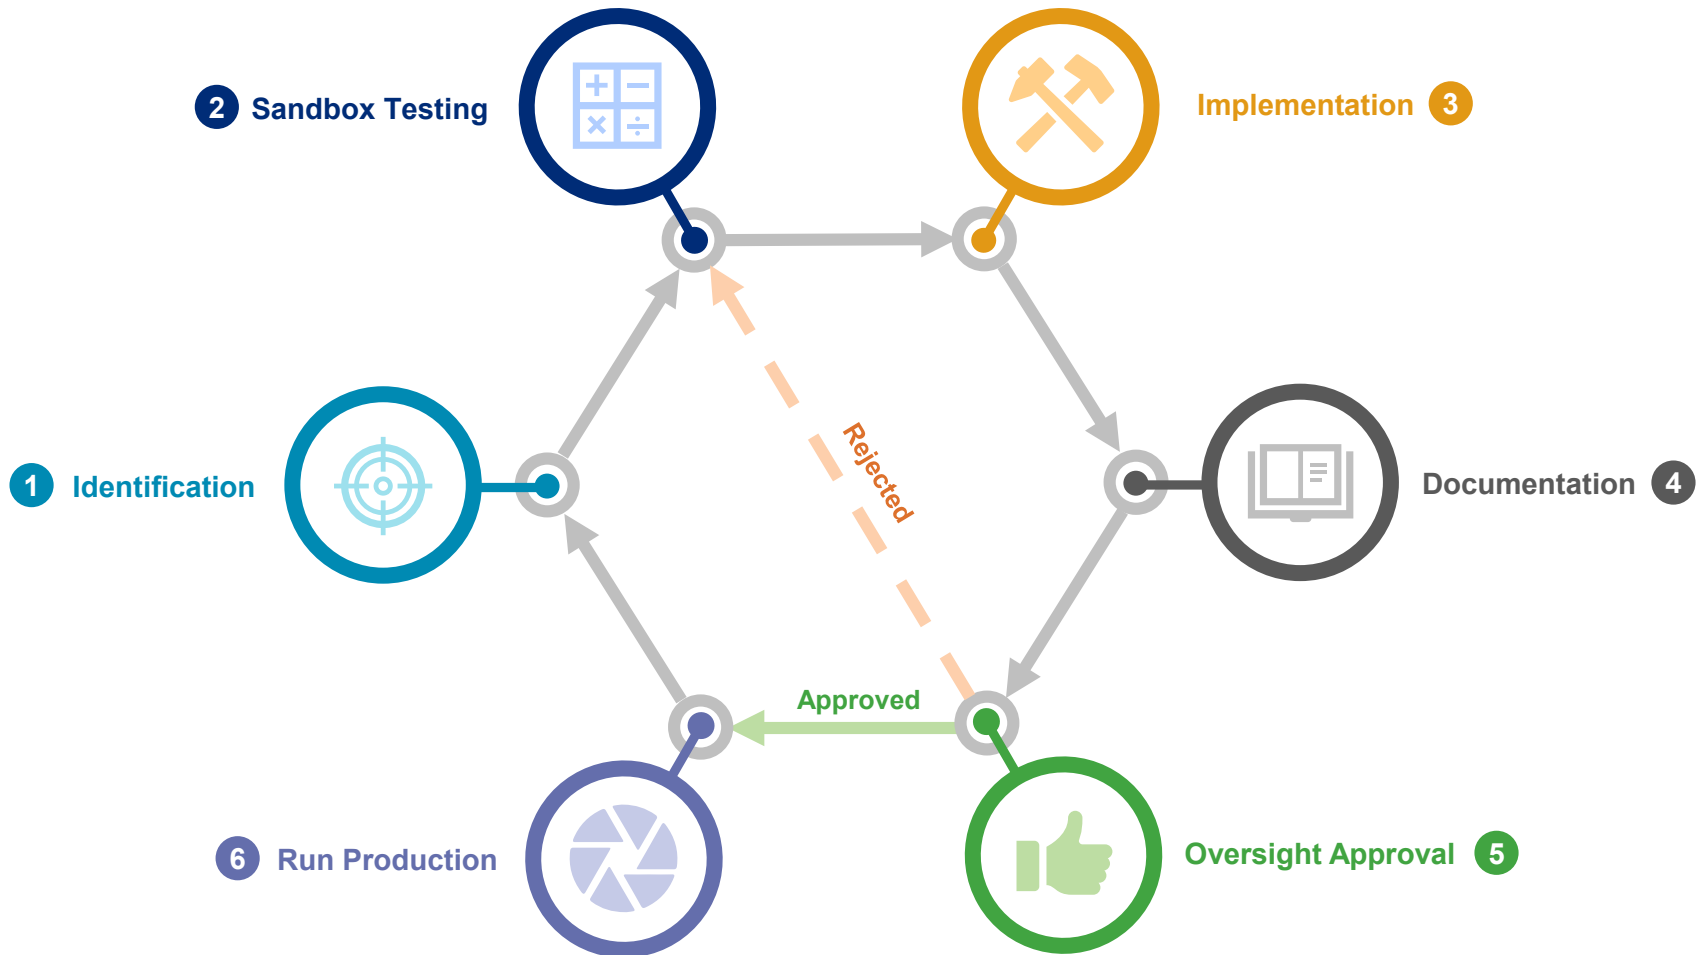 2 Sandbox Testing
Implementation 3
Rejected
1 Identification
Documentation 4
Approved
6 Run Production
Oversight Approval 5